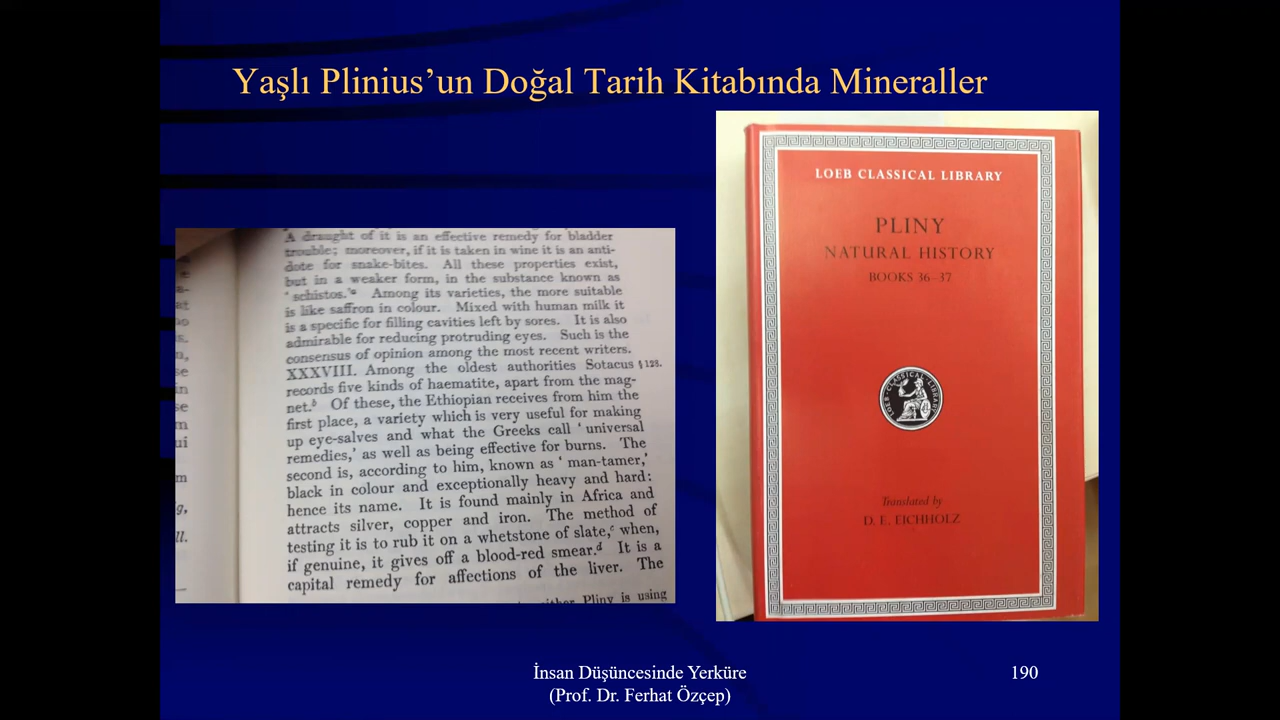 Yaşlı Plinius’un Doğal Tarih Kitabında Mineraller
A draught of it is an effective remedy for bladder
trouble; moreover, if it is taken in wine it is an anti-
dote for snake-bites. All these properties exist,
but in a weaker form, in the substance known as
‘schistos.’ᵃ Among its varieties, the more suitable
is like saffron in colour. Mixed with human milk it
is a specific for filling cavities left by sores. It is also
admirable for reducing protruding eyes. Such is the
consensus of opinion among the most recent writers.
XXXVIII. Among the oldest authorities Sotacus § 128.
records five kinds of haematite, apart from the mag-
net.ᵇ Of these, the Ethiopian receives from him the
first place, a variety which is very useful for making
up eye-salves and what the Greeks call ‘universal
remedies,’ as well as being effective for burns. The
second is, according to him, known as ‘man-tamer,’
black in colour and exceptionally heavy and hard:
hence its name. It is found mainly in Africa and
attracts silver, copper and iron. The method of
testing it is to rub it on a whetstone of slate,ᶜ when,
if genuine, it gives off a blood-red smear.ᵈ It is a
capital remedy for affections of the liver. The
Pliny is using
LOEB CLASSICAL LIBRARY
PLINY
NATURAL HISTORY
BOOKS 36–37
LOEB CLASSICAL LIBRARY
Translated by
D. E. EICHHOLZ
İnsan Düşüncesinde Yerküre
(Prof. Dr. Ferhat Özçep)
190